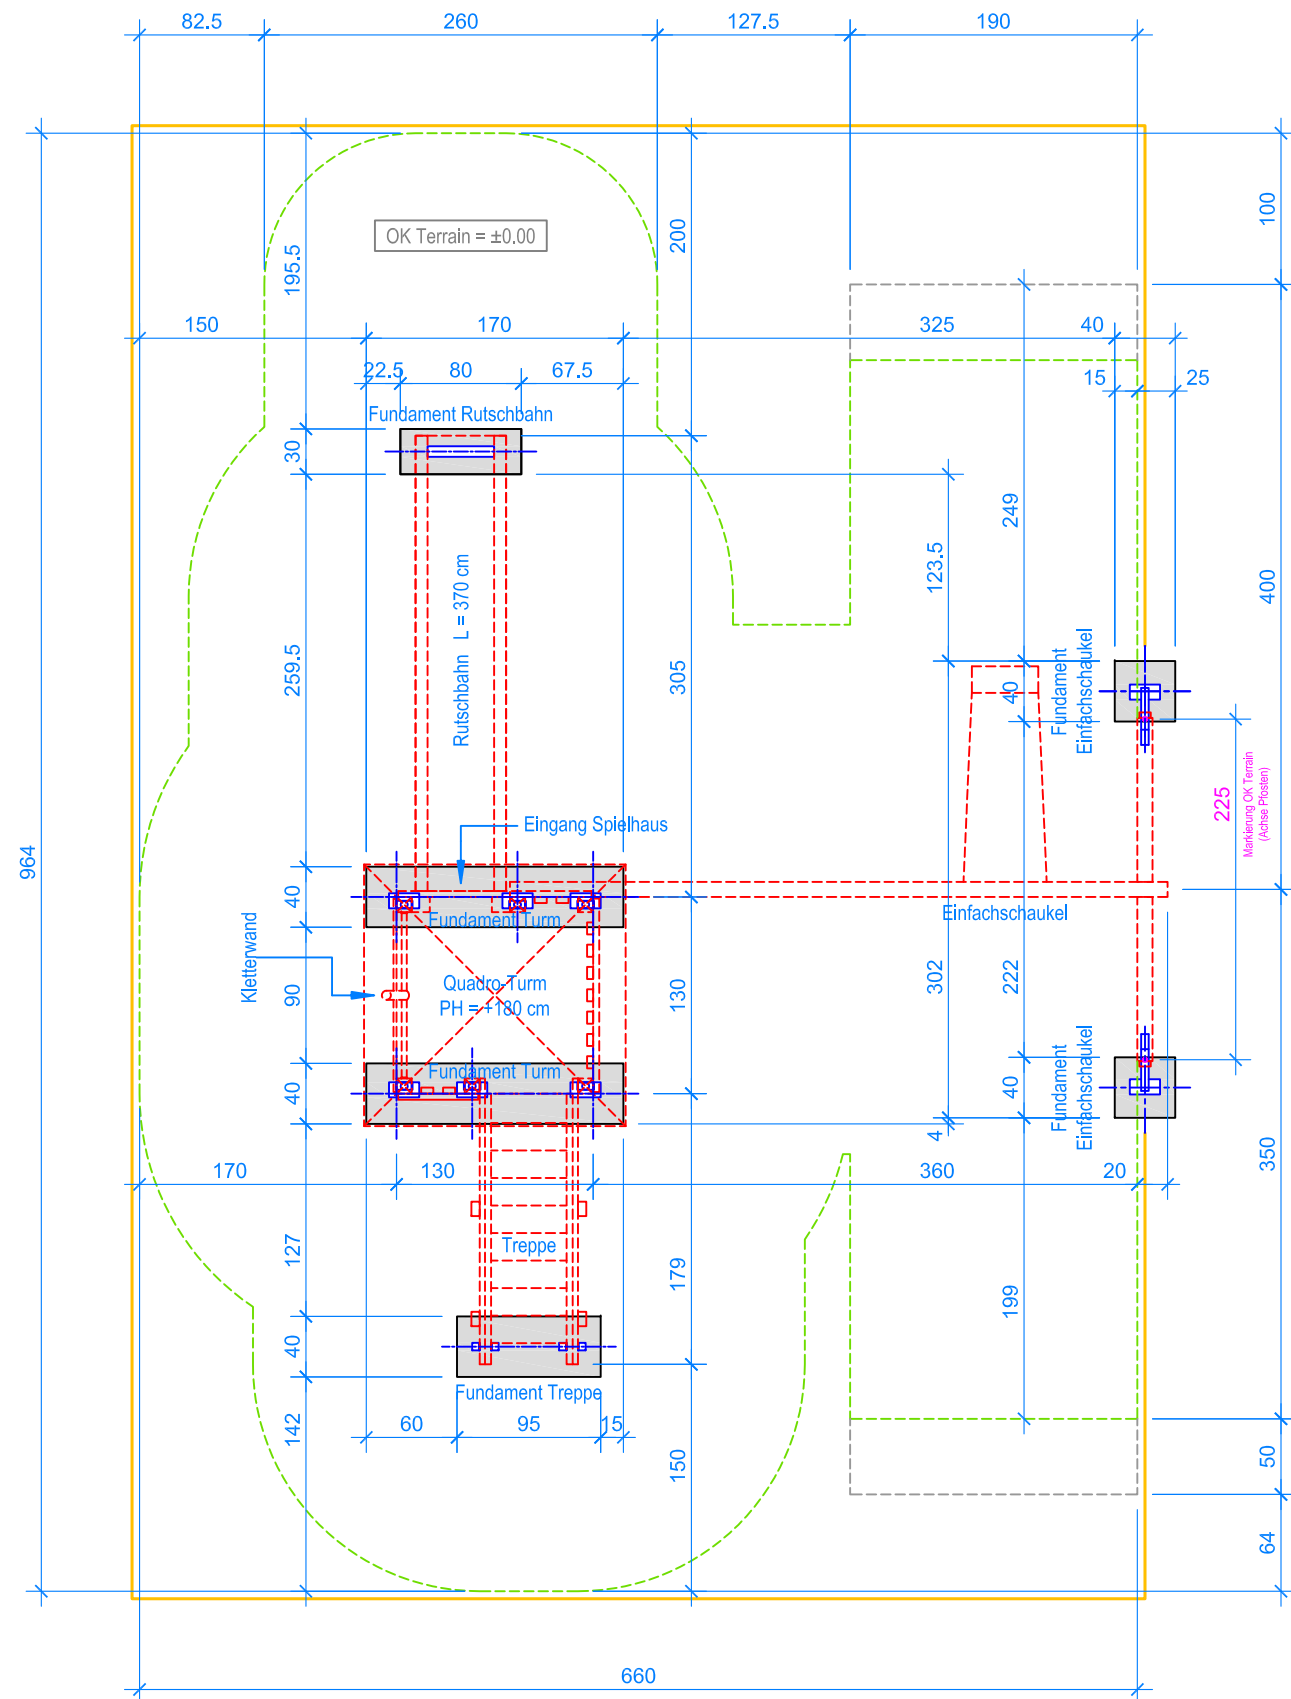 82.5 260 127.5 190
OK Terrain = ±0.00
200
100
195.5
150 170 325 40
22.5 80 67.5 15 25
Fundament Rutschbahn
30
249
123.5
400
Rutschbahn L = 370 cm
259.5
305
40
Fundament
Einfachschaukel
225
Markierung OK Terrain
(Achse Pfosten)
Eingang Spielhaus
964
40
Fundament Turm
Einfachschaukel
Kletterwand
Quadro-Turm
PH = +180 cm
90
130
302
222
Fundament Turm
40
40
Fundament
Einfachschaukel
4
350
170 130 360 20
127
Treppe
179
199
40
Fundament Treppe
142
60 95 15
150
50
64
660